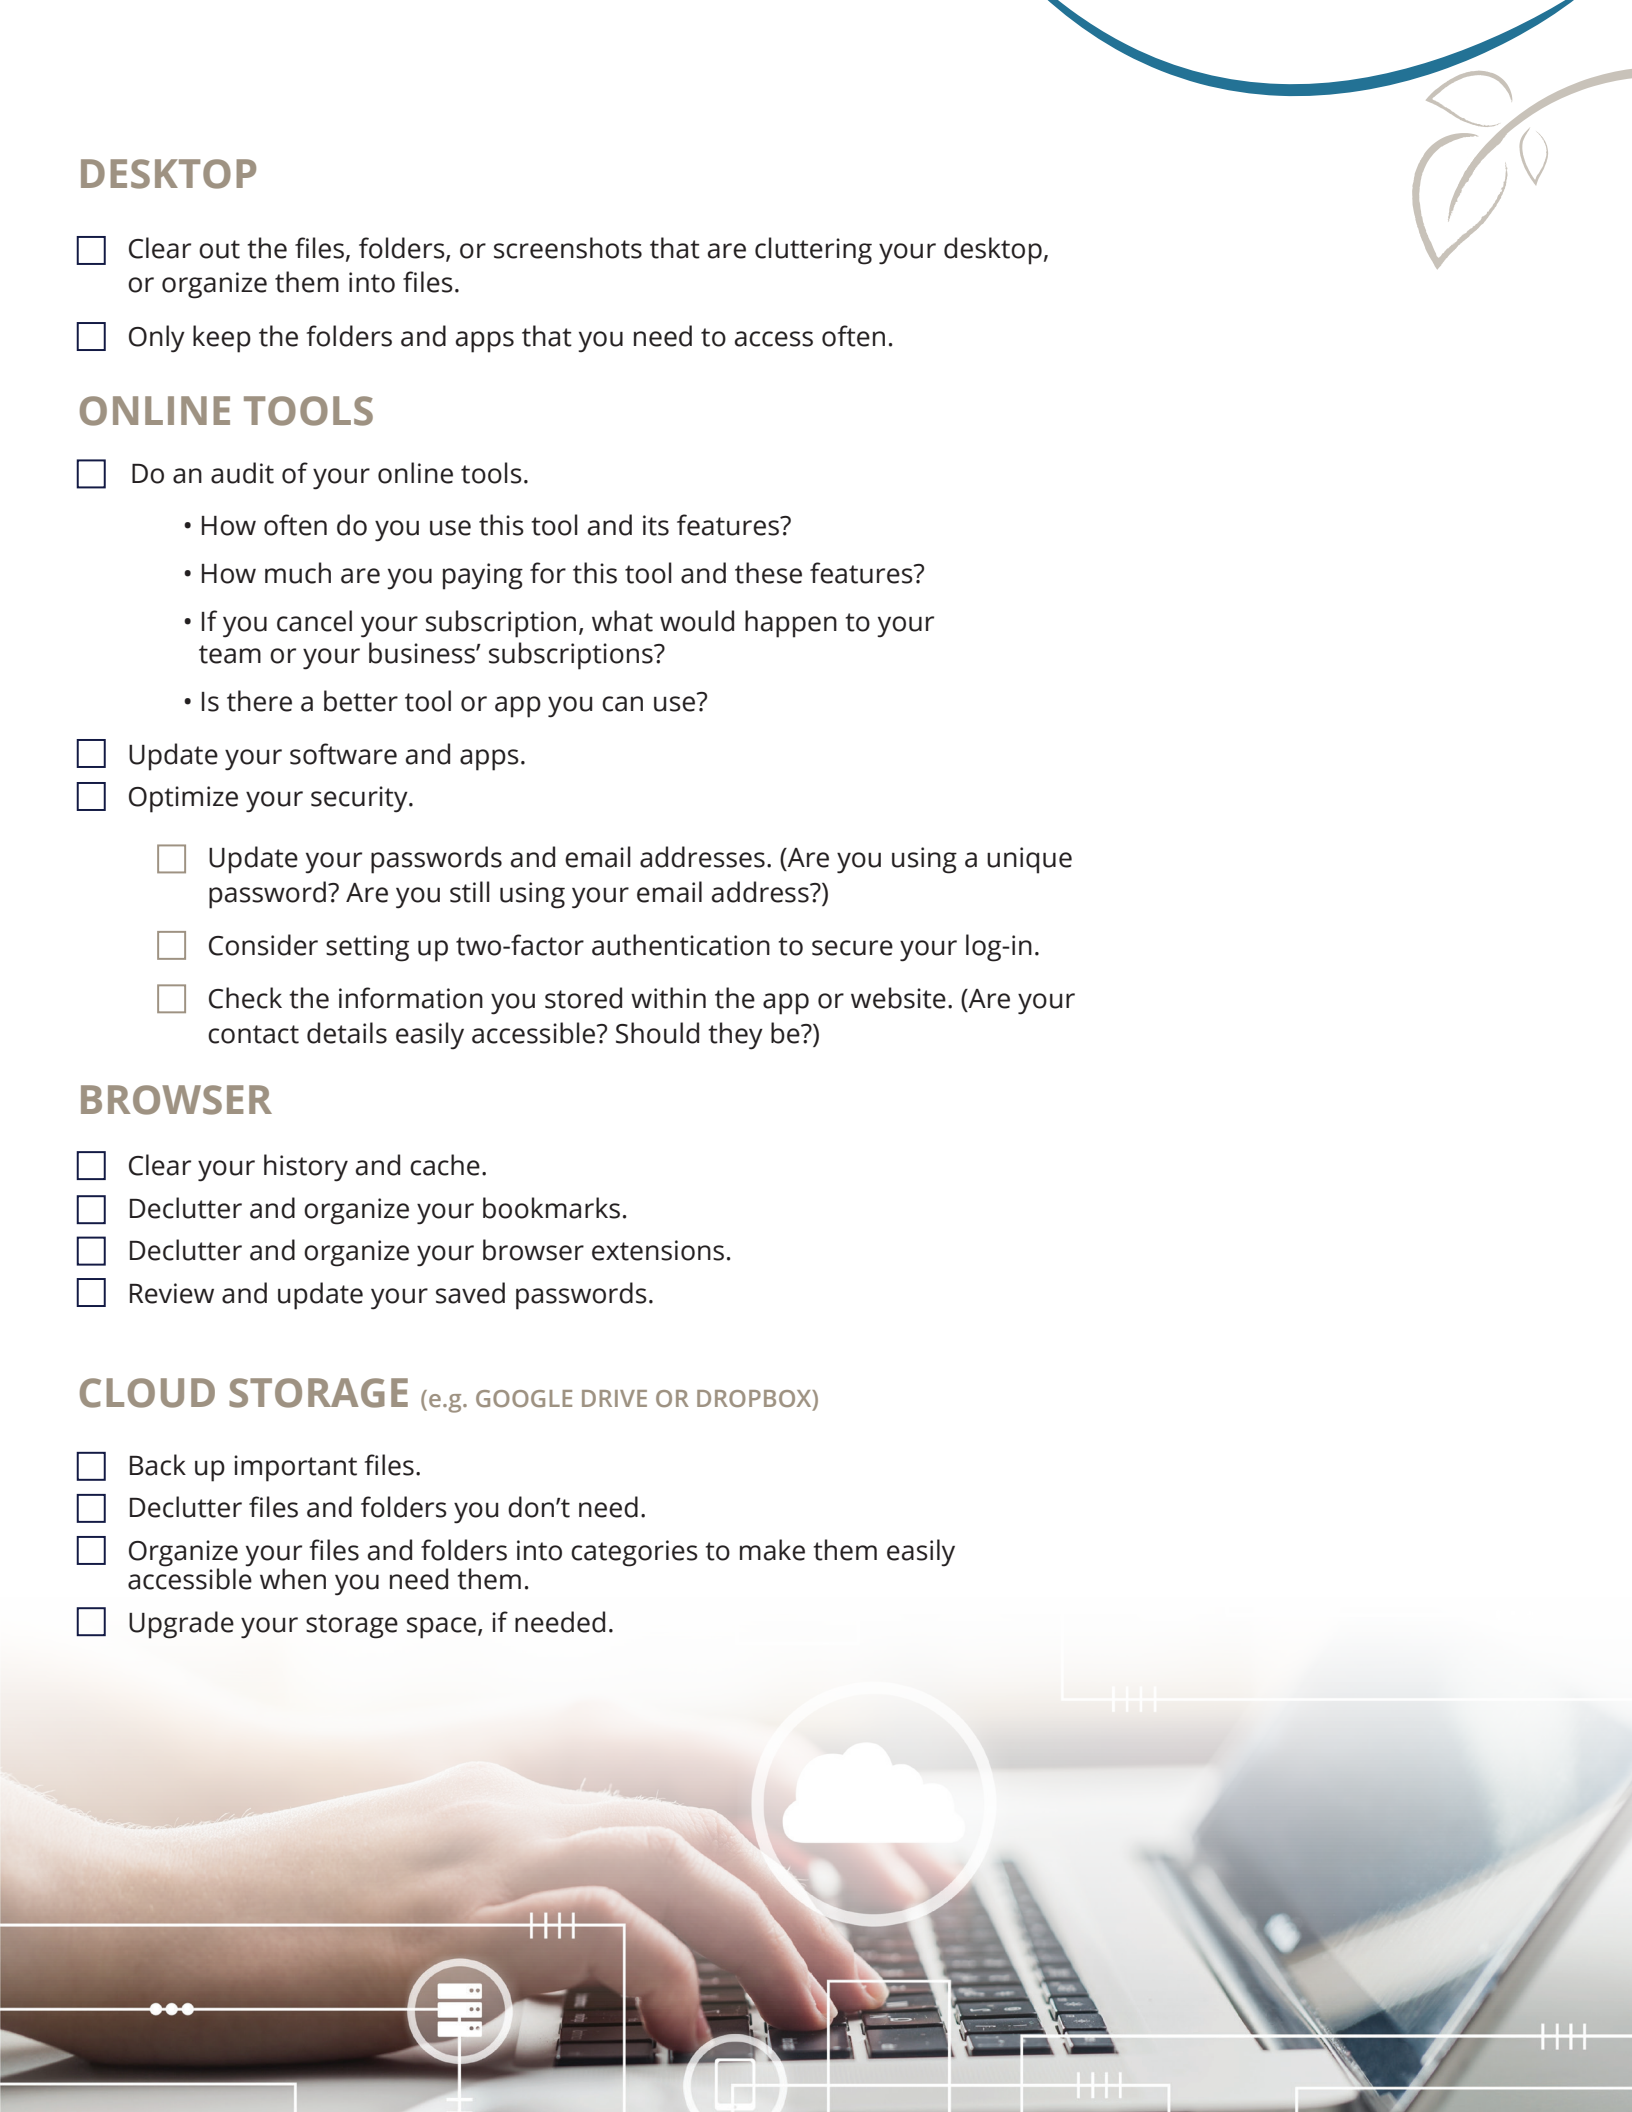 DESKTOP
Clear out the files, folders, or screenshots that are cluttering your desktop,
or organize them into files.
Only keep the folders and apps that you need to access often.
ONLINE TOOLS
Do an audit of your online tools.
• How often do you use this tool and its features?
• How much are you paying for this tool and these features?
• If you cancel your subscription, what would happen to your
team or your business’ subscriptions?
• Is there a better tool or app you can use?
Update your software and apps.
Optimize your security.
Update your passwords and email addresses. (Are you using a unique
password? Are you still using your email address?)
Consider setting up two-factor authentication to secure your log-in.
Check the information you stored within the app or website. (Are your
contact details easily accessible? Should they be?)
BROWSER
Clear your history and cache.
Declutter and organize your bookmarks.
Declutter and organize your browser extensions.
Review and update your saved passwords.
CLOUD STORAGE (e.g. GOOGLE DRIVE OR DROPBOX)
Back up important files.
Declutter files and folders you don’t need.
Organize your files and folders into categories to make them easily
accessible when you need them.
Upgrade your storage space, if needed.